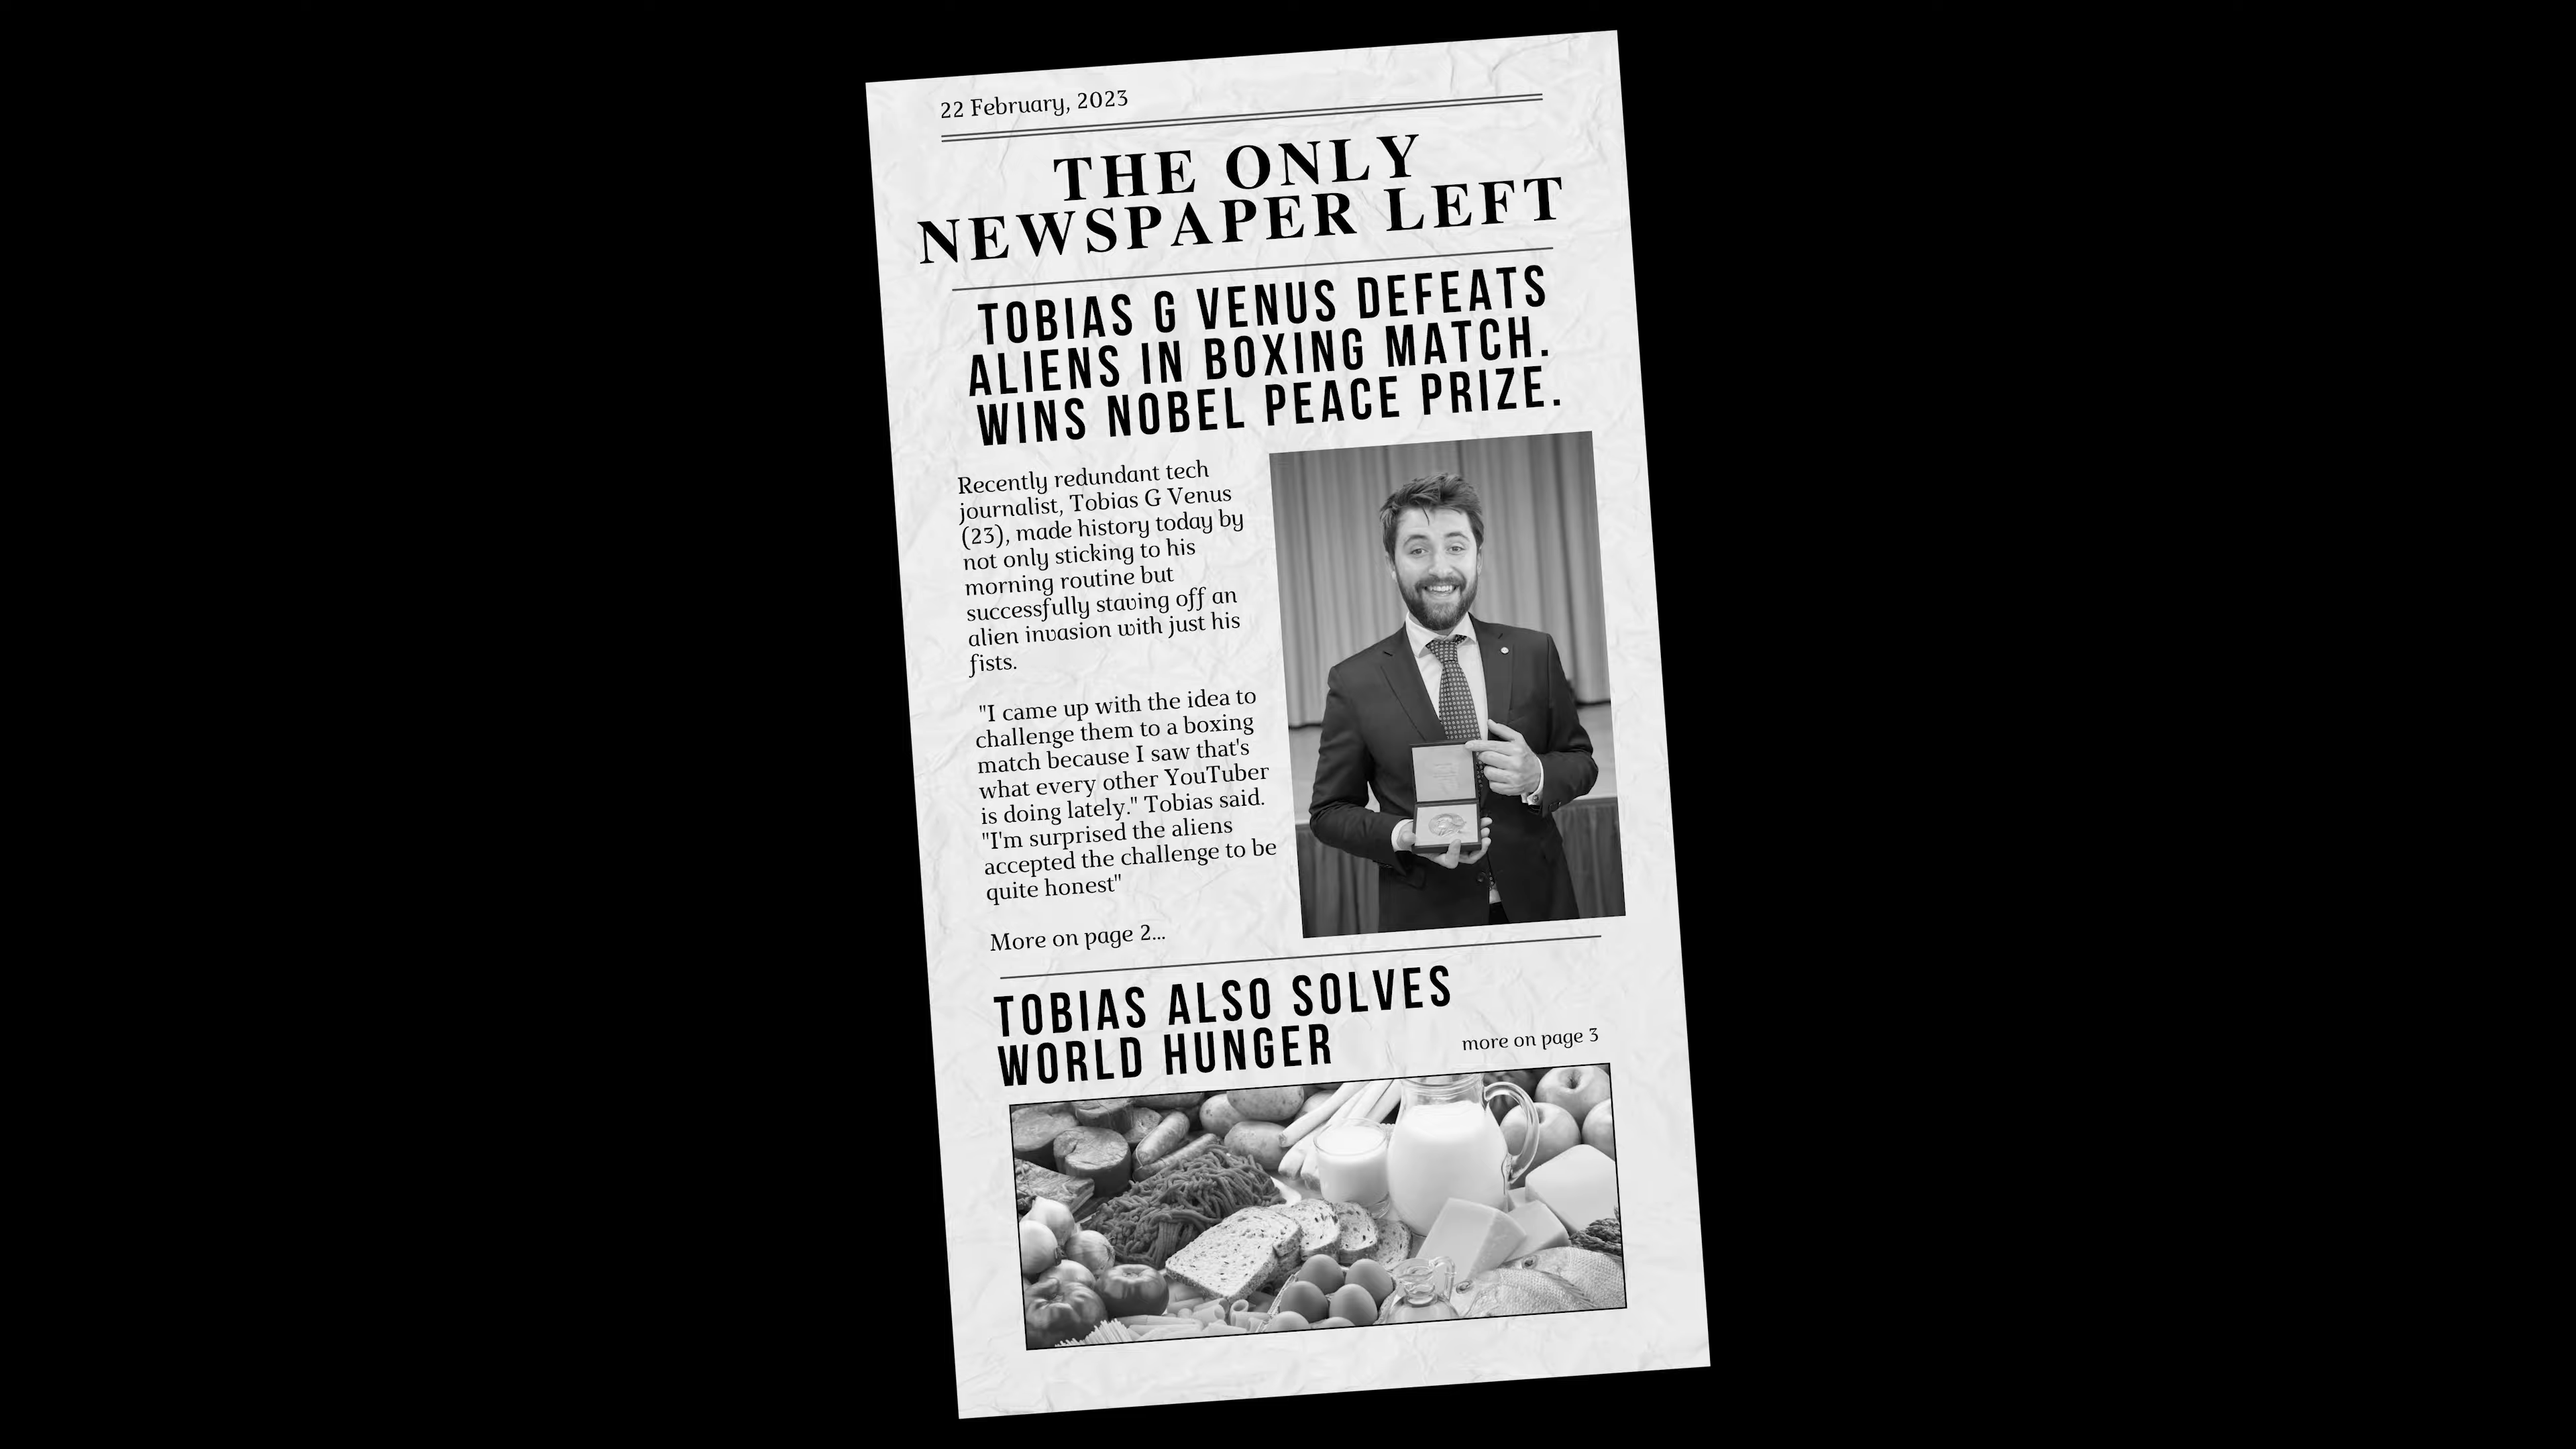 22 February, 2023
THE ONLY
NEWSPAPER LEFT
TOBIAS G VENUS DEFEATS
ALIENS IN BOXING MATCH.
WINS NOBEL PEACE PRIZE.
Recently redundant tech
journalist, Tobias G Venus
(23), made history today by
not only sticking to his
morning routine but
successfully staving off an
alien invasion with just his
fists.
"I came up with the idea to
challenge them to a boxing
match because I saw that's
what every other YouTuber
is doing lately." Tobias said.
"I'm surprised the aliens
accepted the challenge to be
quite honest"
More on page 2...
TOBIAS ALSO SOLVES
WORLD HUNGER
more on page 3